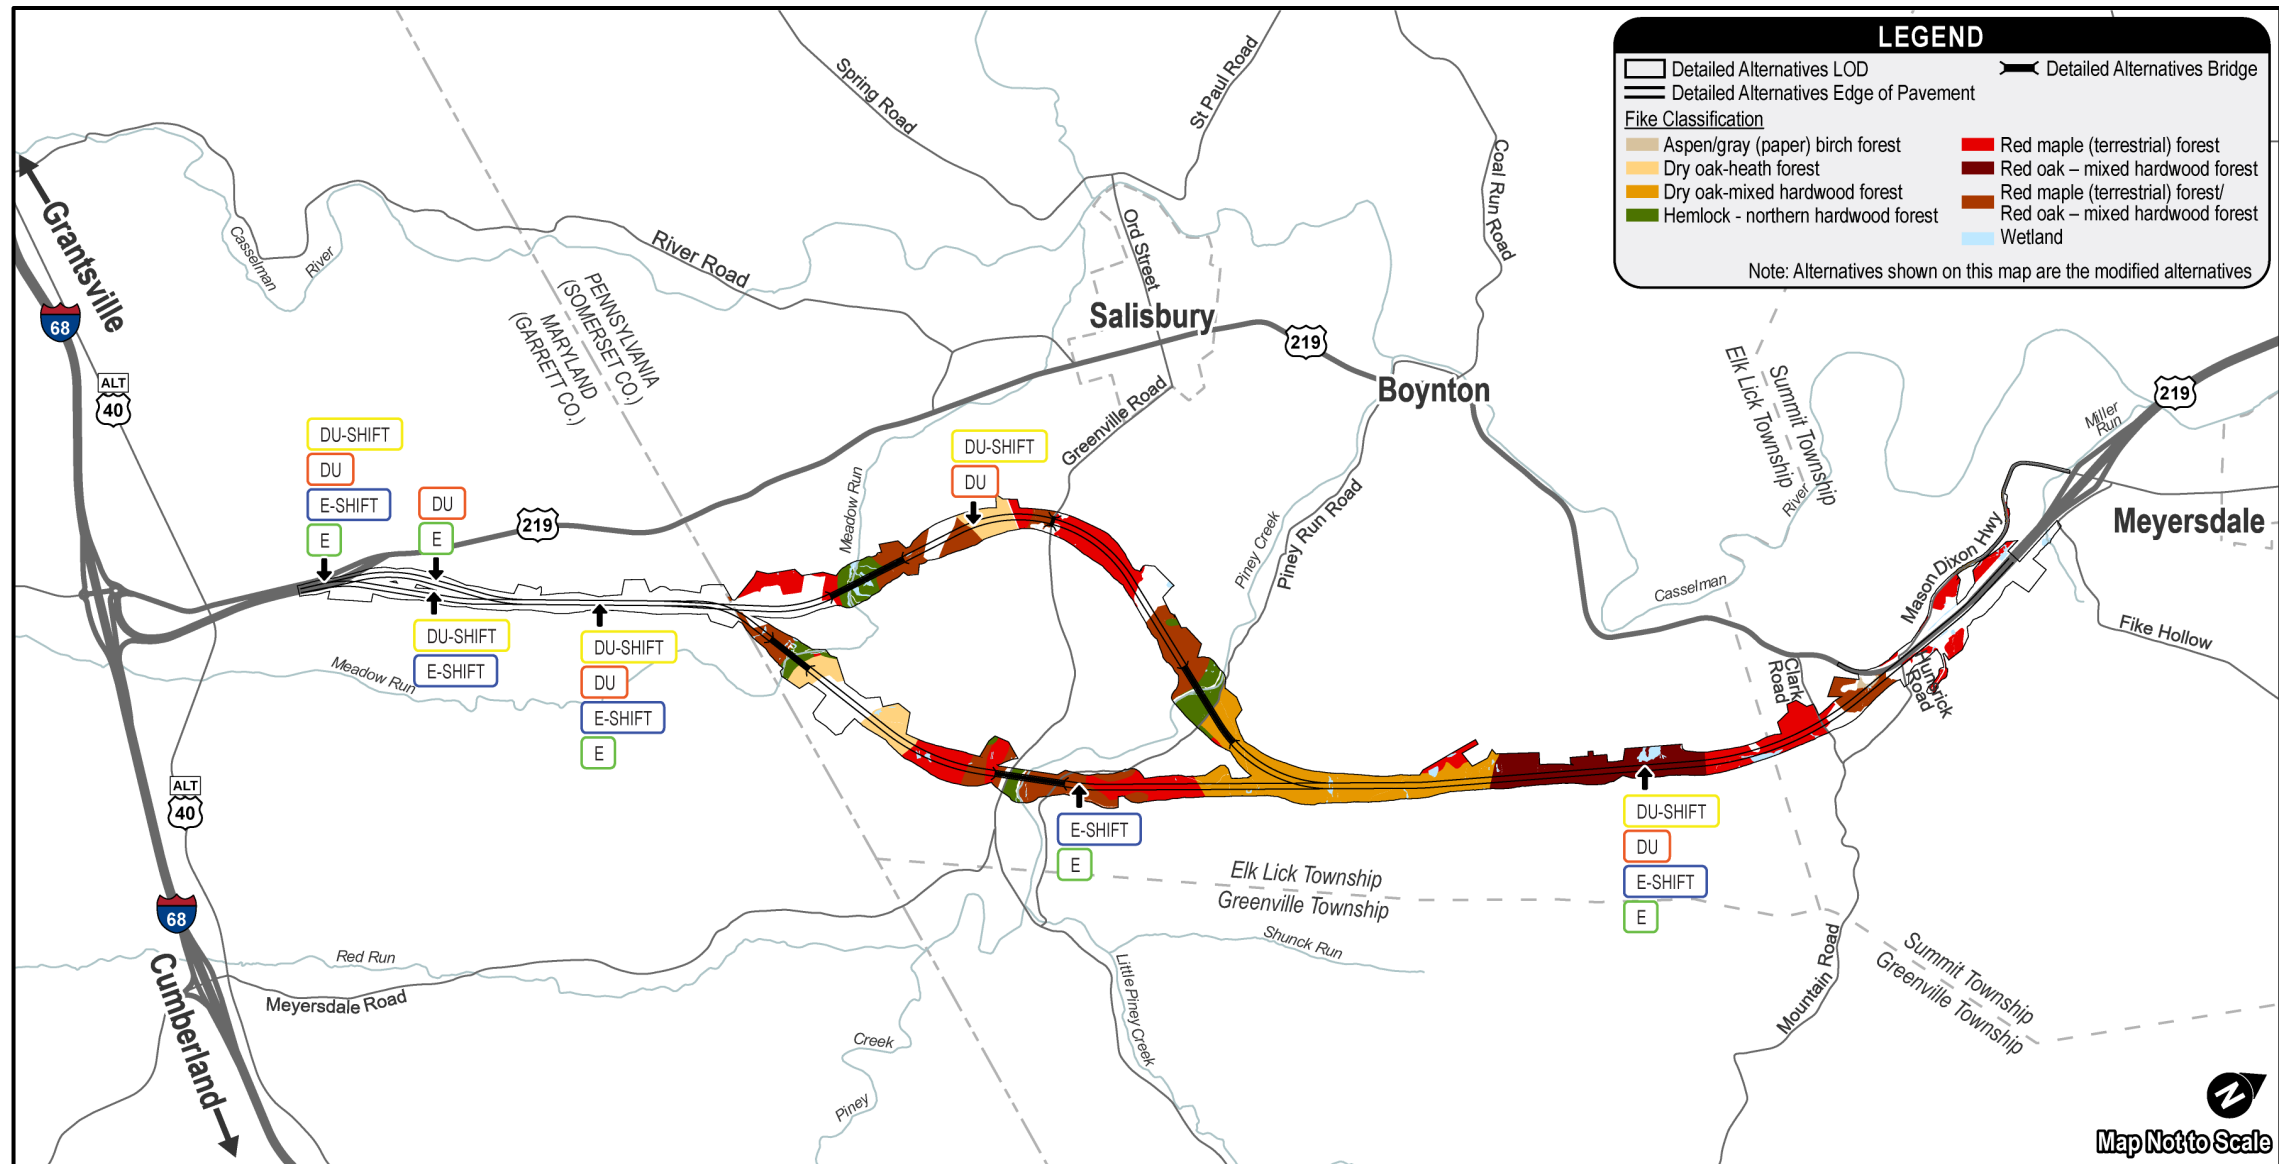 LEGEND
Detailed Alternatives LOD
Detailed Alternatives Bridge
Detailed Alternatives Edge of Pavement
Fike Classification
Aspen/gray (paper) birch forest
Dry oak-heath forest
Dry oak-mixed hardwood forest
Hemlock - northern hardwood forest
Red maple (terrestrial) forest
Red oak – mixed hardwood forest
Red maple (terrestrial) forest/
Red oak – mixed hardwood forest
Wetland
Note: Alternatives shown on this map are the modified alternatives
Spring Road
St Paul Road
Coal Run Road
Grantsville
68
ALT
40
Casselman
River
River Road
Ord Street
Salisbury
219
Boynton
PENNSYLVANIA
(SOMERSET CO.)
MARYLAND
(GARRETT CO.)
Greenville Road
Elk Lick Township
Summit Township
River
Casselman
Miller
Run
219
Meyersdale
Mason Dixon Hwy
Fike Hollow
Hunrick
Road
Clark
Road
DU-SHIFT
DU
E-SHIFT
E
DU
E
219
DU-SHIFT
E-SHIFT
DU-SHIFT
DU
E-SHIFT
E
Meadow Run
Meadow Run
DU-SHIFT
DU
Piney Creek
Piney Run Road
E-SHIFT
E
DU-SHIFT
DU
E-SHIFT
E
ALT
40
68
Cumberland
Red Run
Meyersdale Road
Elk Lick Township
Greenville Township
Shunck Run
Little Piney Creek
Creek
Piney
Mountain Road
Summit Township
Greenville Township
N
Map Not to Scale